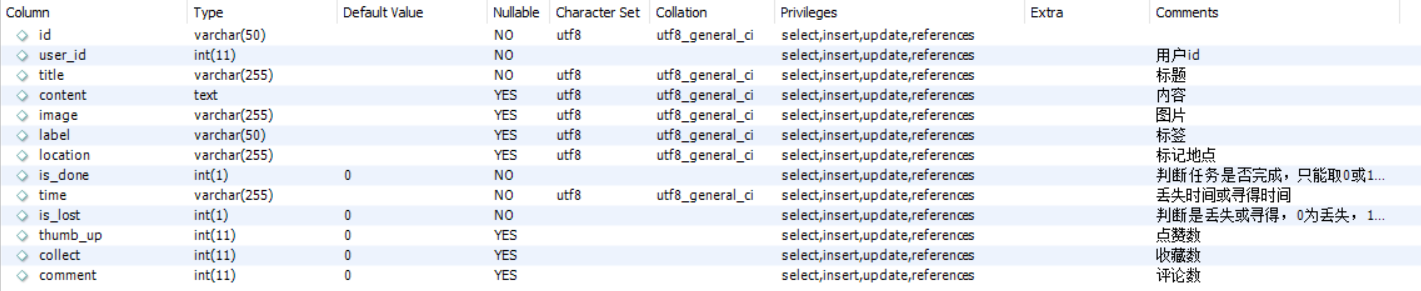 Column Type Default Value Nullable Character Set Collation Privileges Extra Comments
id varchar(50) NO utf8 utf8_general_ci select,insert,update,references
user_id int(11) NO select,insert,update,references 用户id
title varchar(255) NO utf8 utf8_general_ci select,insert,update,references 标题
content text YES utf8 utf8_general_ci select,insert,update,references 内容
image varchar(255) YES utf8 utf8_general_ci select,insert,update,references 图片
label varchar(50) YES utf8 utf8_general_ci select,insert,update,references 标签
location varchar(255) YES utf8 utf8_general_ci select,insert,update,references 标记地点
is_done int(1) 0 NO select,insert,update,references 判断任务是否完成，只能取0或1...
time varchar(255) NO utf8 utf8_general_ci select,insert,update,references 丢失时间或寻得时间
is_lost int(1) 0 NO select,insert,update,references 判断是丢失或寻得，0为丢失，1...
thumb_up int(11) 0 YES select,insert,update,references 点赞数
collect int(11) 0 YES select,insert,update,references 收藏数
comment int(11) 0 YES select,insert,update,references 评论数